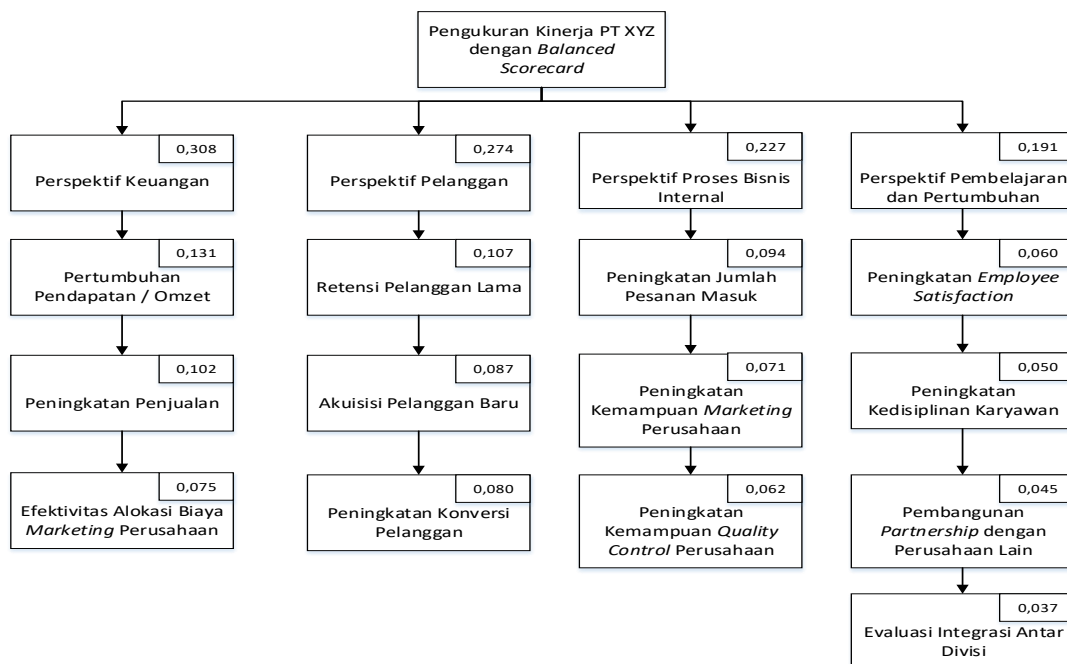 Pengukuran Kinerja PT XYZ
dengan Balanced
Scorecard
0,308
Perspektif Keuangan
0,274
Perspektif Pelanggan
0,227
Perspektif Proses Bisnis
Internal
0,191
Perspektif Pembelajaran
dan Pertumbuhan
0,131
Pertumbuhan
Pendapatan / Omzet
0,107
Retensi Pelanggan Lama
0,094
Peningkatan Jumlah
Pesanan Masuk
0,060
Peningkatan Employee
Satisfaction
0,102
Peningkatan Penjualan
0,087
Akuisisi Pelanggan Baru
0,071
Peningkatan
Kemampuan Marketing
Perusahaan
0,050
Peningkatan
Kedisiplinan Karyawan
0,075
Efektivitas Alokasi Biaya
Marketing Perusahaan
0,080
Peningkatan Konversi
Pelanggan
0,062
Peningkatan
Kemampuan Quality
Control Perusahaan
0,045
Pembangunan
Partnership dengan
Perusahaan Lain
0,037
Evaluasi Integrasi Antar
Divisi